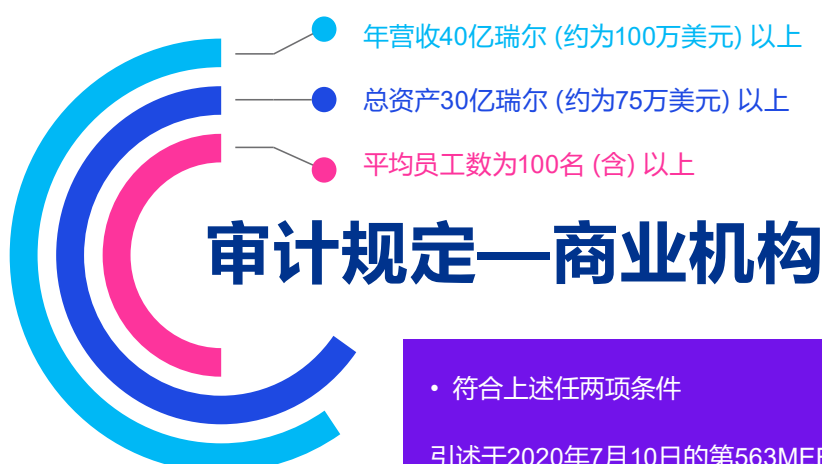 年营收40亿瑞尔 (约为100万美元) 以上
总资产30亿瑞尔 (约为75万美元) 以上
平均员工数为100名 (含) 以上
审计规定—商业机构
• 符合上述任两项条件
引述于2020年7月10日的第563MEF